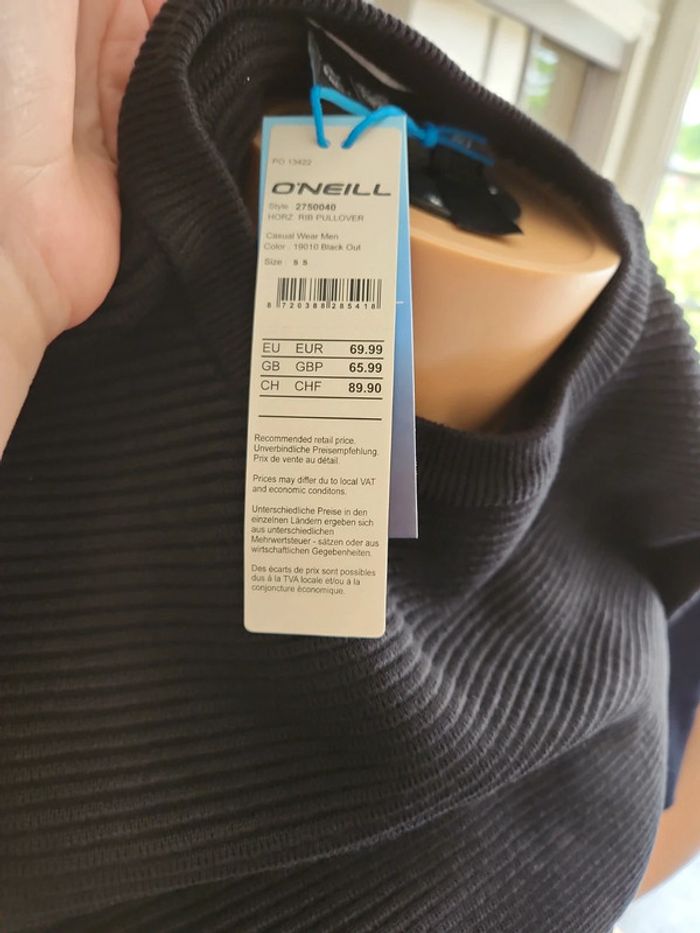 PO 13422
O'NEILL
Style 2750040
HORZ. RIB PULLOVER
Casual Wear Men
Color : 19010 Black Out
Size : S S
8 720388 285418
EU EUR 69.99
GB GBP 65.99
CH CHF 89.90
Recommended retail price.
Unverbindliche Preisempfehlung.
Prix de vente au détail.
Prices may differ du to local VAT
and economic conditons.
Unterschiedliche Preise in den
einzelnen Ländern ergeben sich
aus unterschiedlichen
Mehrwertsteuer - sätzen oder aus
wirtschaftlichen Gegebenheiten.
Des écarts de prix sont possibles
dus à la TVA locale et/ou a la
conjoncture économique.